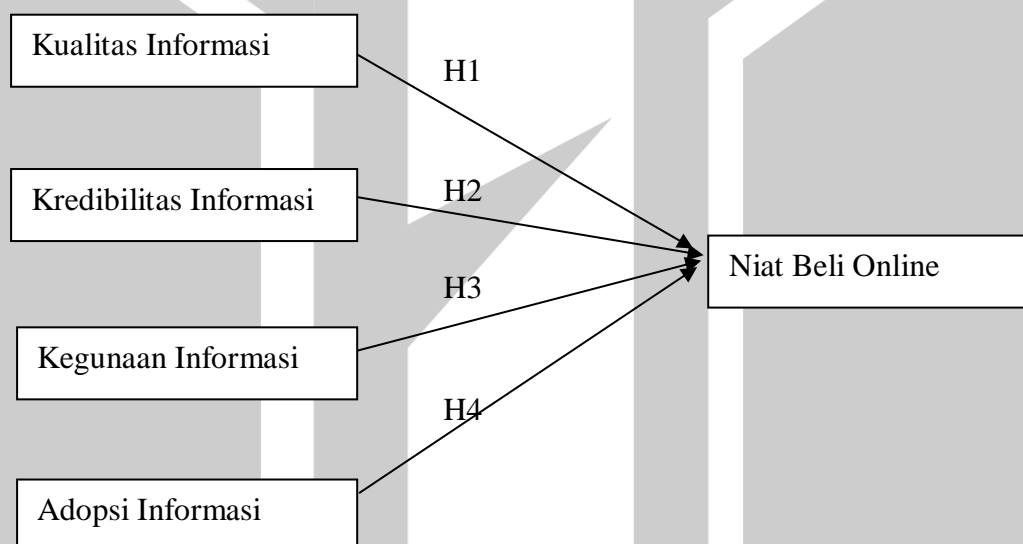 Kualitas Informasi
H1
Kredibilitas Informasi
H2
Niat Beli Online
H3
Kegunaan Informasi
H4
Adopsi Informasi